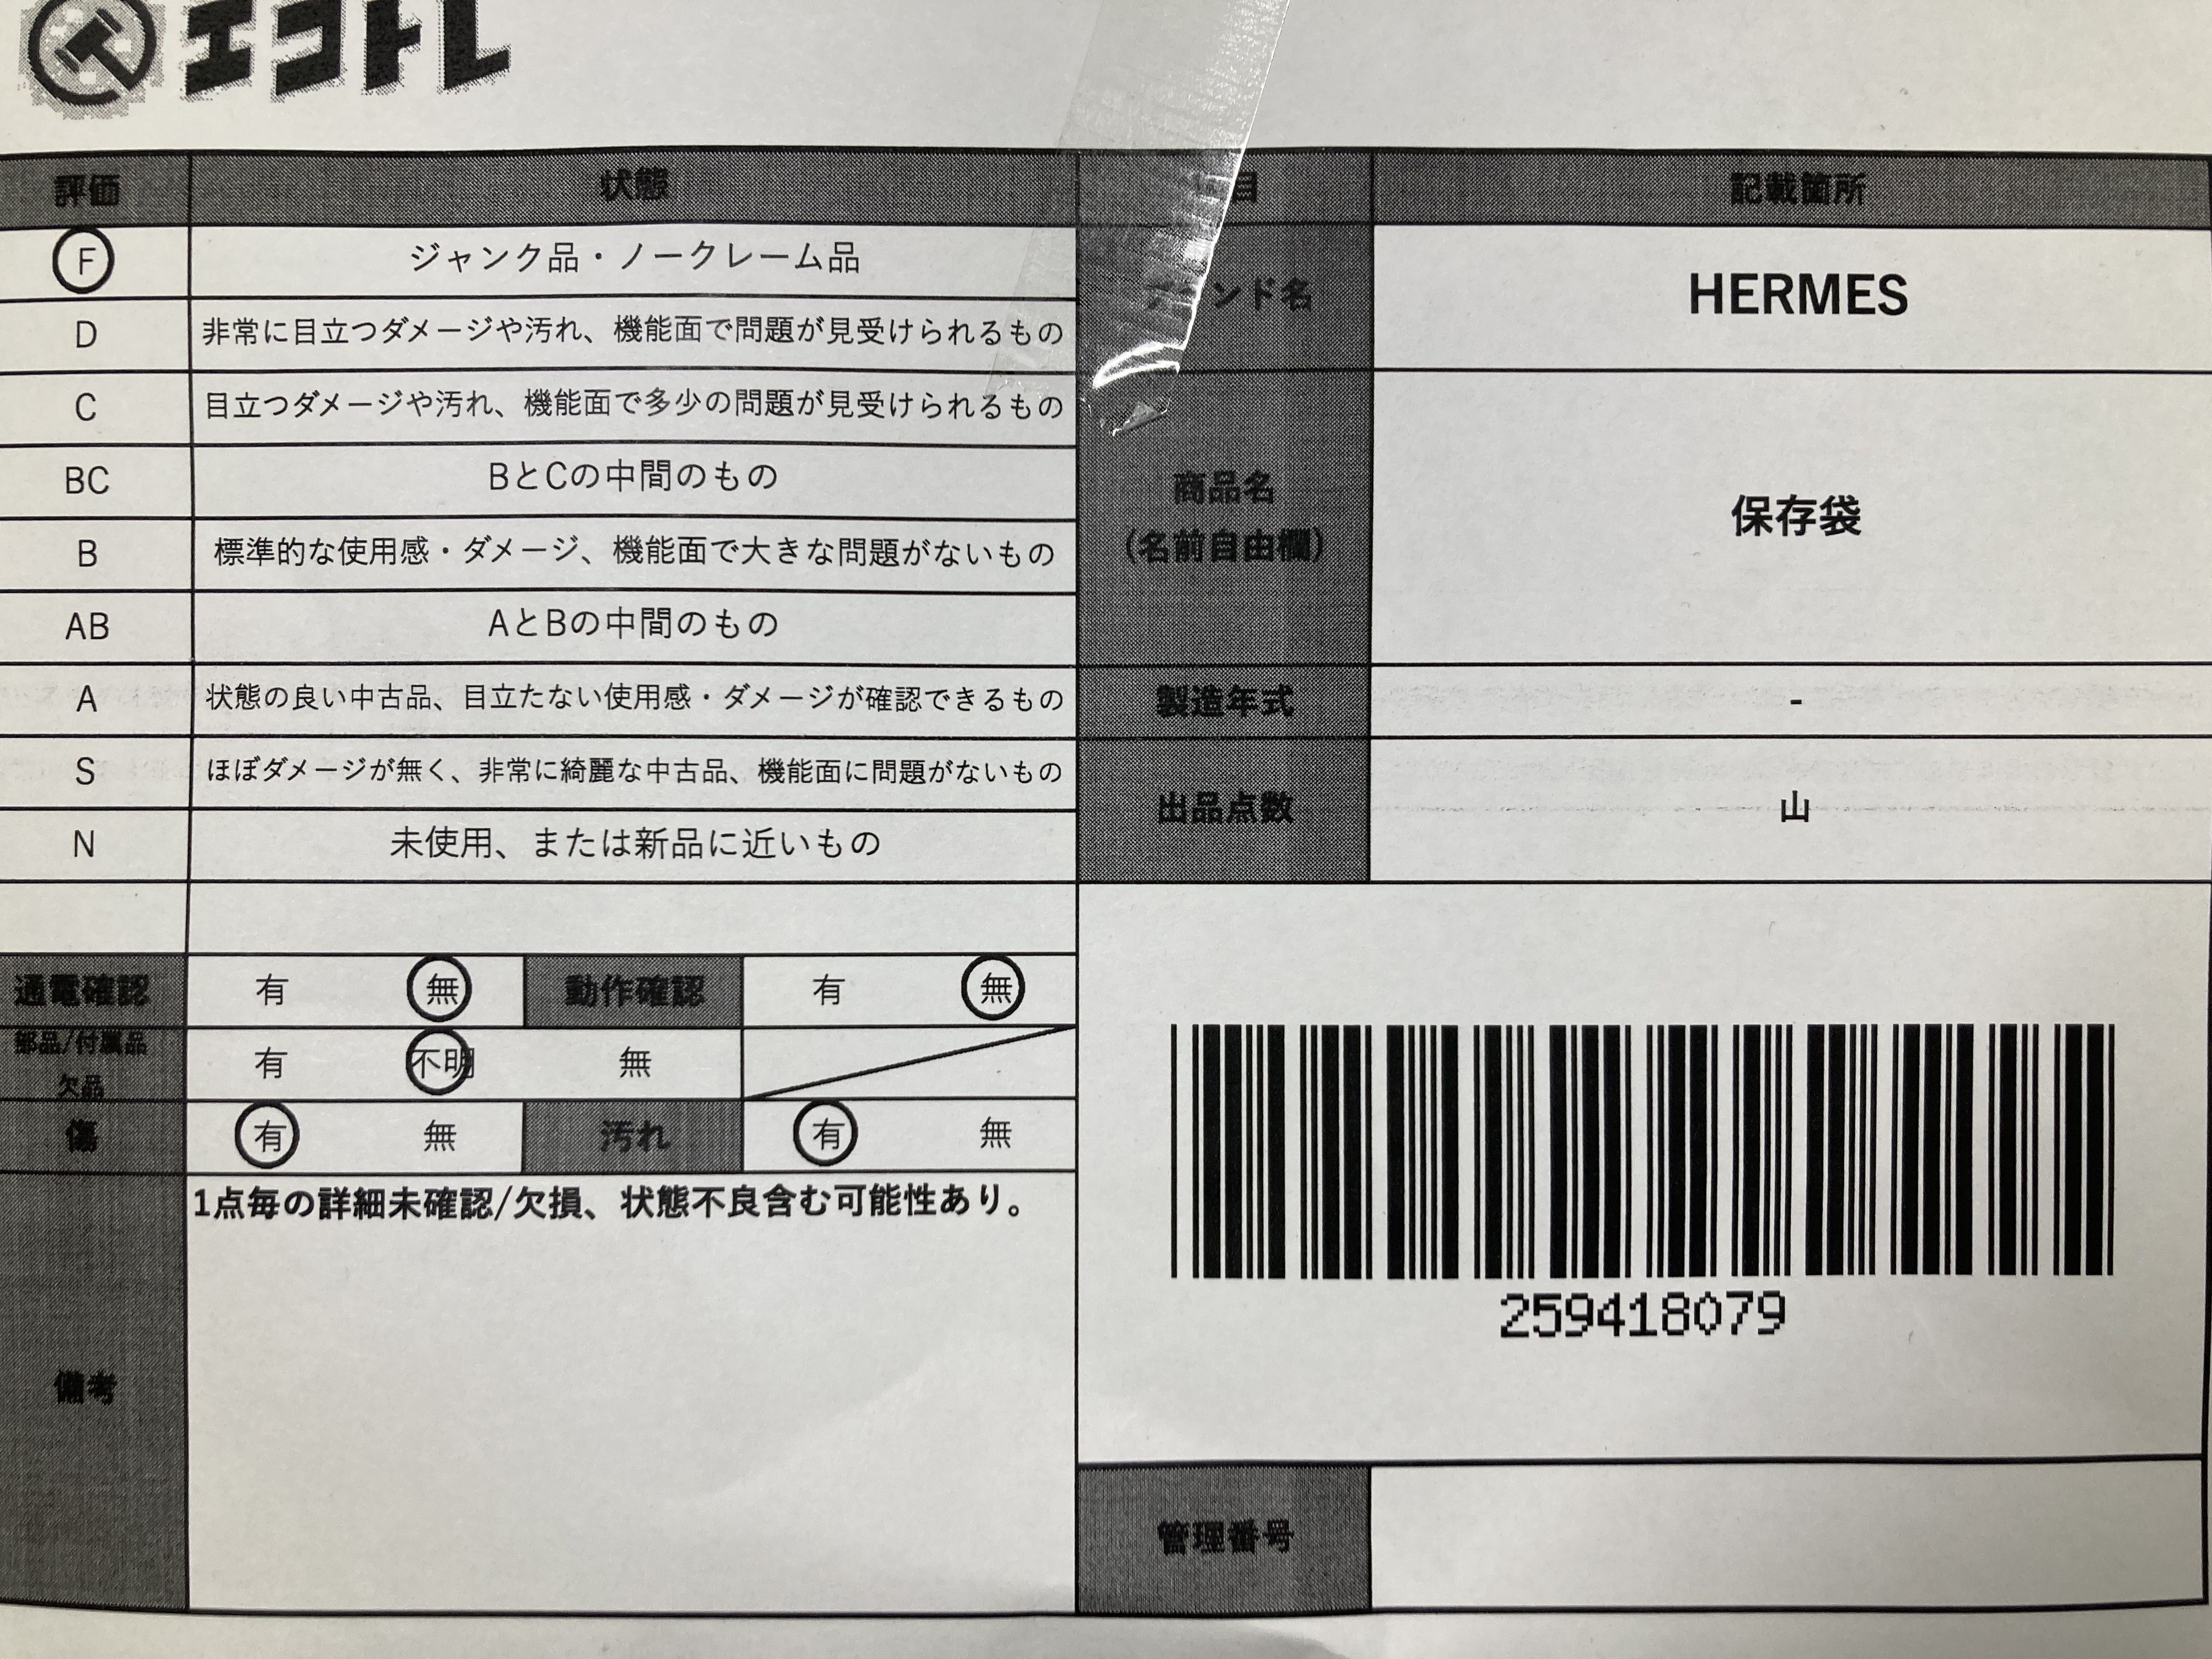 エコトレ
評価 状態
F ジャンク品・ノークレーム品
D 非常に目立つダメージや汚れ、機能面で問題が見受けられるもの
C 目立つダメージや汚れ、機能面で多少の問題が見受けられるもの
BC BとCの中間のもの
B 標準的な使用感・ダメージ、機能面で大きな問題がないもの
AB AとBの中間のもの
A 状態の良い中古品、目立たない使用感・ダメージが確認できるもの
S ほぼダメージが無く、非常に綺麗な中古品、機能面に問題がないもの
N 未使用、または新品に近いもの
通電確認 有 無 動作確認 有 無
部品/付属品
欠品 有 不明 無
傷 有 無 汚れ 有 無
備考 1点毎の詳細未確認/欠損、状態不良含む可能性あり。
目 記載箇所
ンド名 HERMES
商品名
(名前自由欄) 保存袋
製造年式 -
出品点数 山
259418079
管理番号